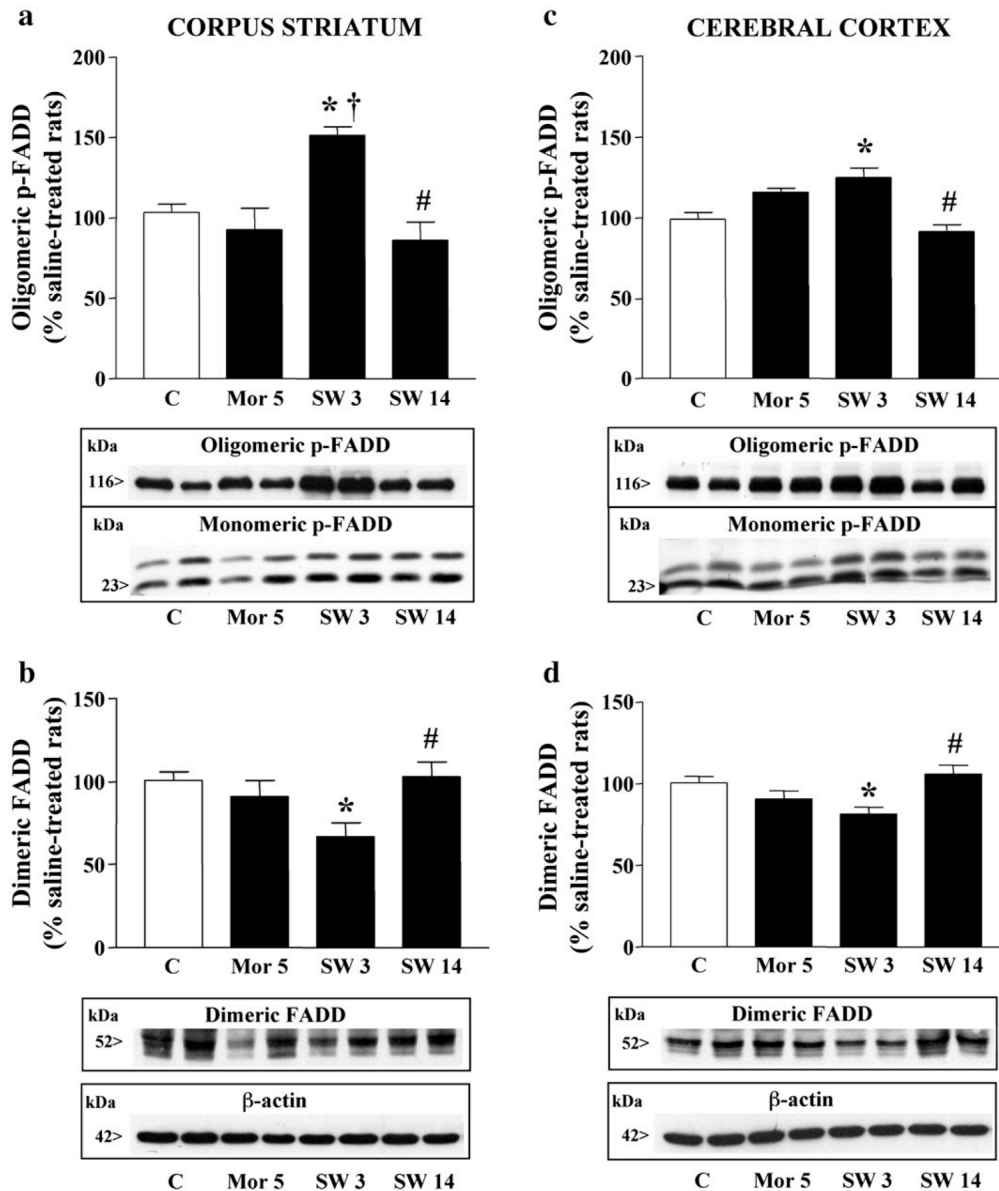 a
CORPUS STRIATUM
Oligomeric p-FADD
(% saline-treated rats)
200
150
100
50
0
* †
#
C Mor 5 SW 3 SW 14
kDa Oligomeric p-FADD
116>
kDa Monomeric p-FADD
23>
C Mor 5 SW 3 SW 14
b
Dimeric FADD
(% saline-treated rats)
150
100
50
0
*
#
C Mor 5 SW 3 SW 14
kDa Dimeric FADD
52>
kDa β-actin
42>
C Mor 5 SW 3 SW 14
c
CEREBRAL CORTEX
Oligomeric p-FADD
(% saline-treated rats)
200
150
100
50
0
*
#
C Mor 5 SW 3 SW 14
kDa Oligomeric p-FADD
116>
kDa Monomeric p-FADD
23>
C Mor 5 SW 3 SW 14
d
Dimeric FADD
(% saline-treated rats)
150
100
50
0
*
#
C Mor 5 SW 3 SW 14
kDa Dimeric FADD
52>
kDa β-actin
42>
C Mor 5 SW 3 SW 14